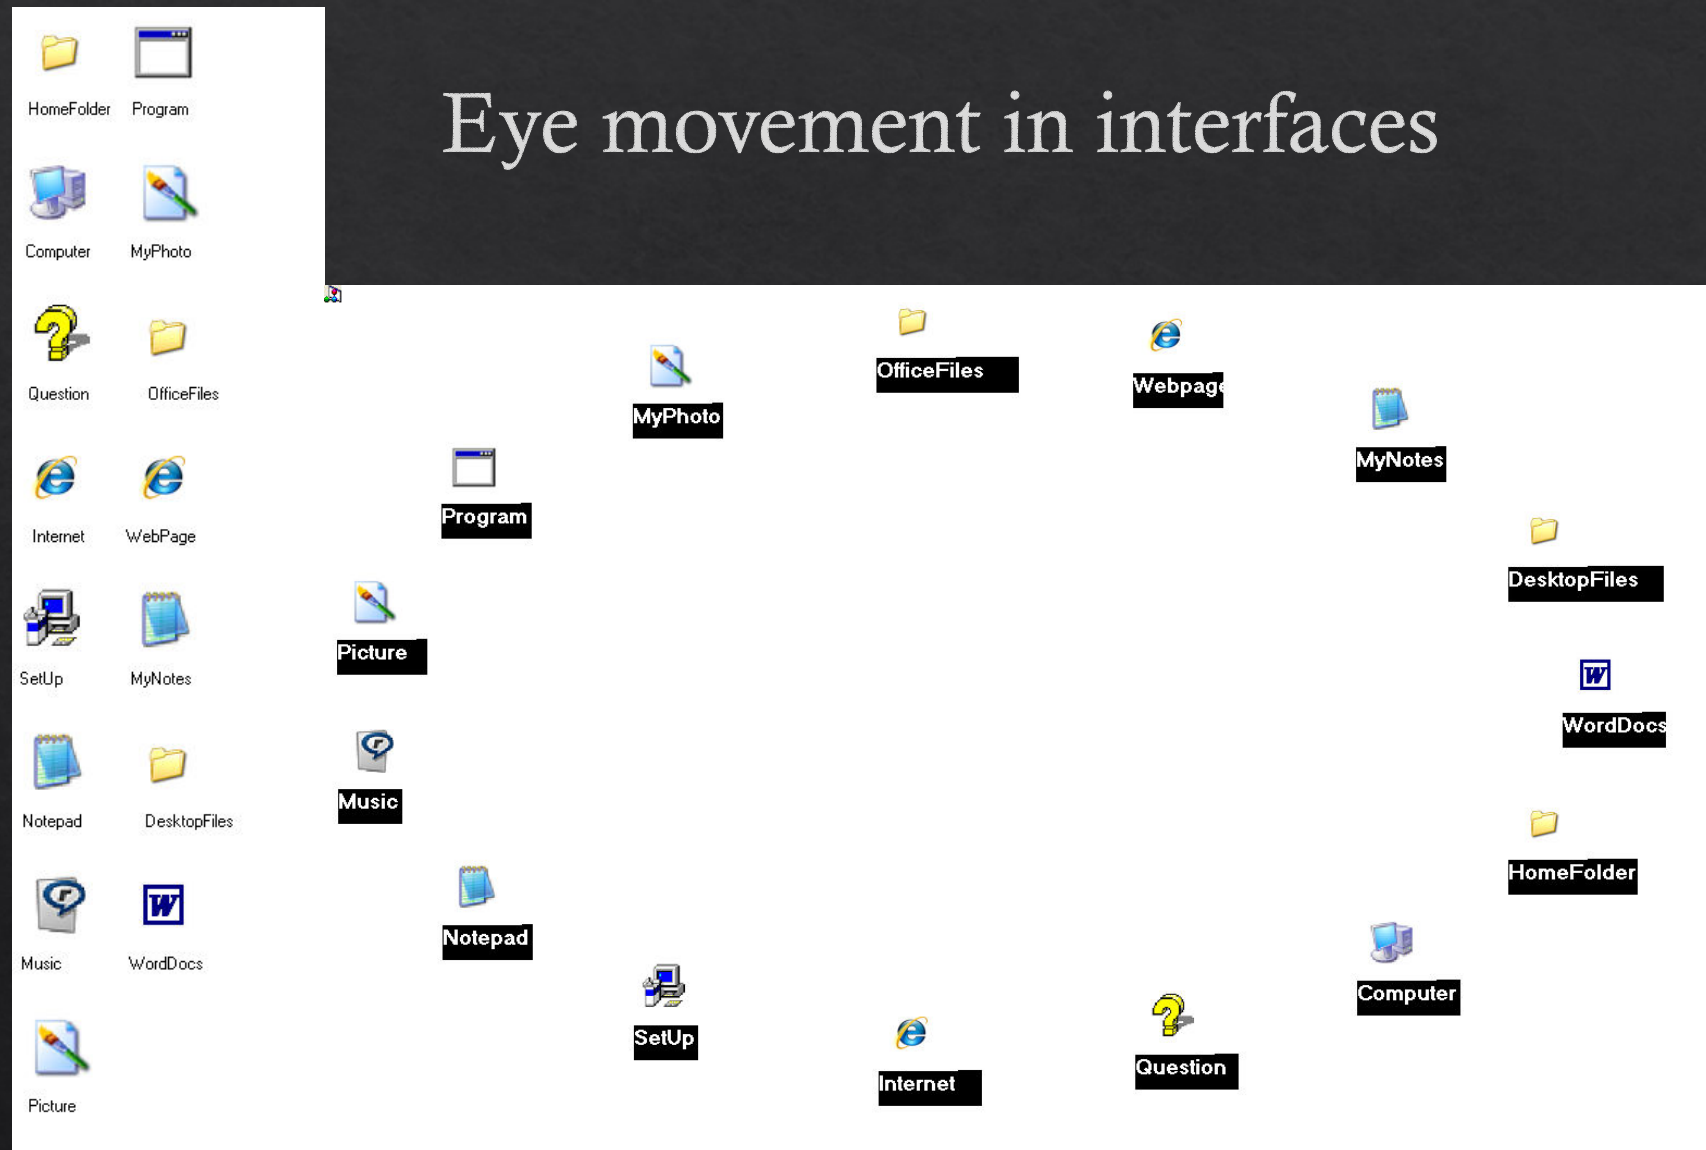 Eye movement in interfaces
HomeFolder Program
Computer MyPhoto
Question OfficeFiles
Internet WebPage
SetUp MyNotes
Notepad DesktopFiles
Music WordDocs
Picture
OfficeFiles
Webpage
MyPhoto
MyNotes
Program
DesktopFiles
Picture
WordDocs
Music
HomeFolder
Notepad
Computer
SetUp
Question
Internet